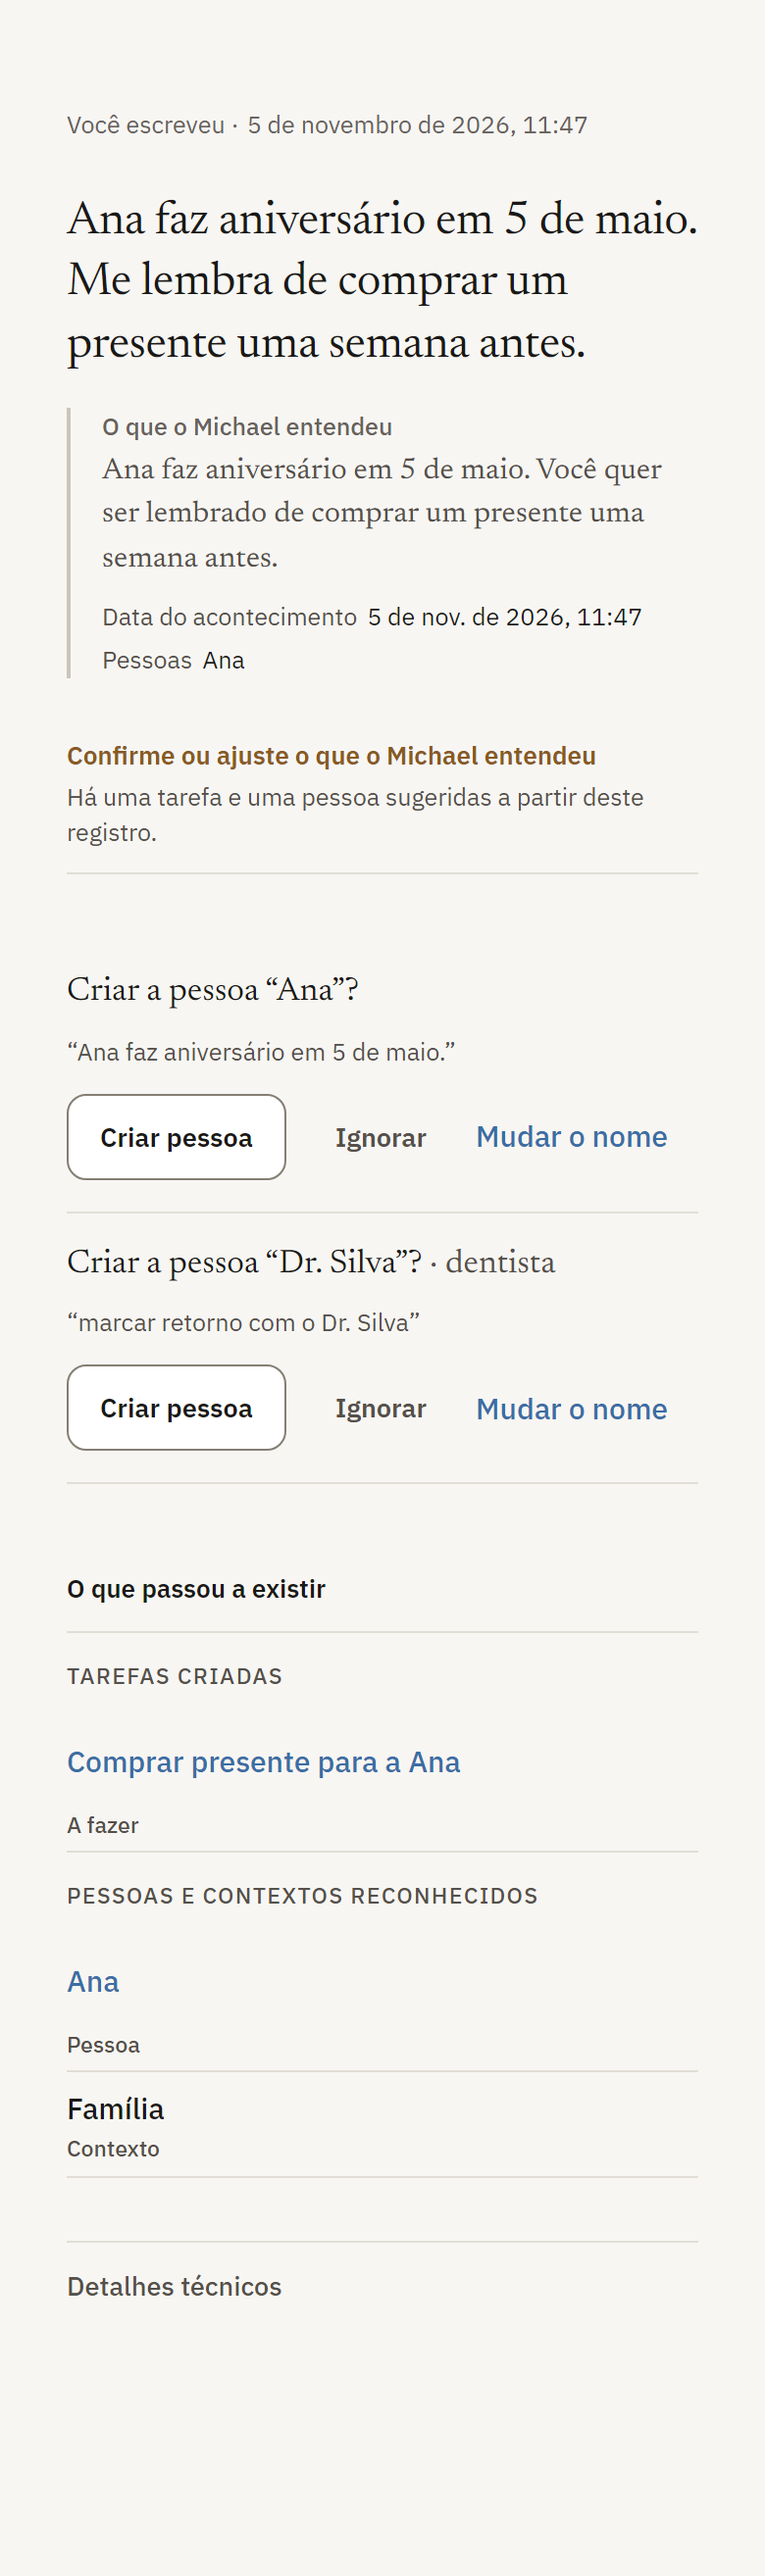 Você escreveu · 5 de novembro de 2026, 11:47
Ana faz aniversário em 5 de maio.
Me lembra de comprar um
presente uma semana antes.
O que o Michael entendeu
Ana faz aniversário em 5 de maio. Você quer
ser lembrado de comprar um presente uma
semana antes.
Data do acontecimento 5 de nov. de 2026, 11:47
Pessoas Ana
Confirme ou ajuste o que o Michael entendeu
Há uma tarefa e uma pessoa sugeridas a partir deste
registro.
Criar a pessoa “Ana”?
“Ana faz aniversário em 5 de maio.”
Criar pessoa Ignorar Mudar o nome
Criar a pessoa “Dr. Silva”? · dentista
“marcar retorno com o Dr. Silva”
Criar pessoa Ignorar Mudar o nome
O que passou a existir
TAREFAS CRIADAS
Comprar presente para a Ana
A fazer
PESSOAS E CONTEXTOS RECONHECIDOS
Ana
Pessoa
Família
Contexto
Detalhes técnicos